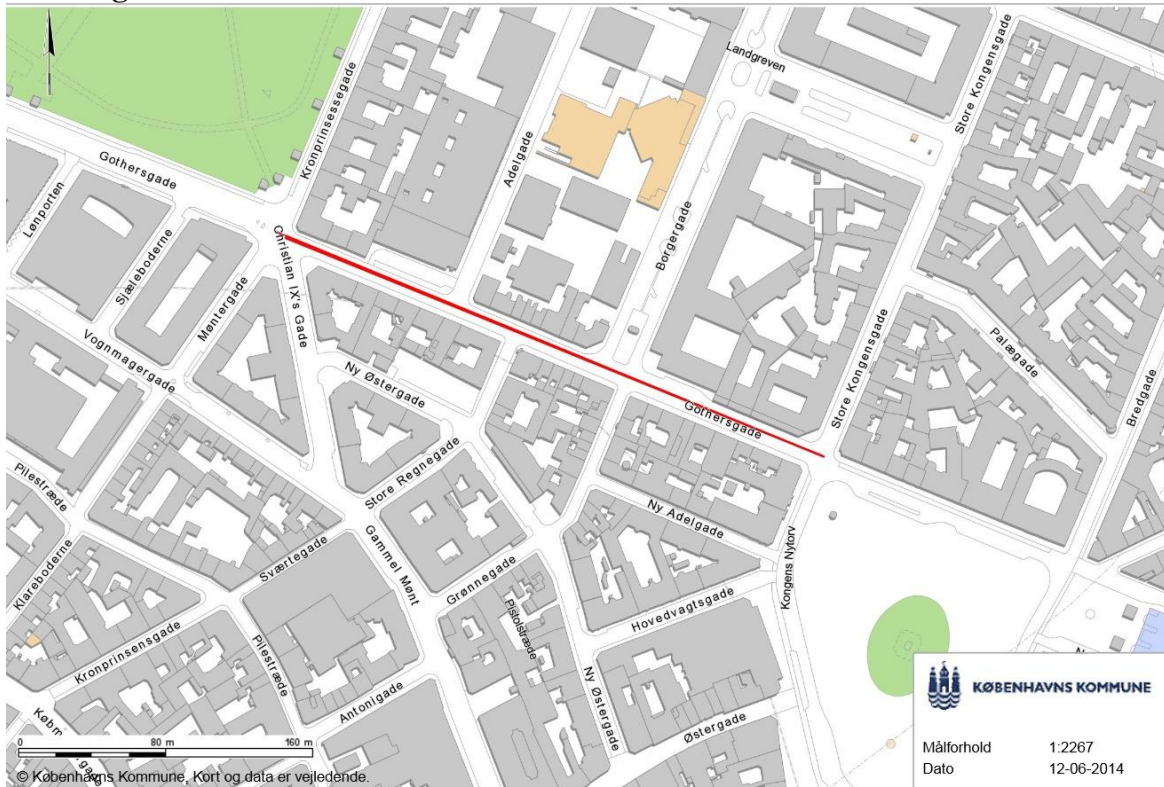 Landgreven
Store Kongensgade
Kronprinsessegade
Adelgade
Gothersgade
Lønporten
Sjæleboderne
Christian IX's Gade
Borgergade
Møntergade
Vognmagergade
Ny Østergade
Palægade
Store Kongensgade
Bredgade
Gothersgade
Store Regnegade
Pilestræde
Ny Adelgade
Sværtegade
Gammel Mønt
Klareboderne
Grønnegade
Kongens Nytorv
Hovedvagtsgade
Pistolstræde
Kronprinsensgade
Pilestræde
Ny Østergade
Antonigade
Østergade
KØBENHAVNS KOMMUNE
0 80 m 160 m
Målforhold 1:2267
Dato 12-06-2014
© Københavns Kommune, Kort og data er vejledende.